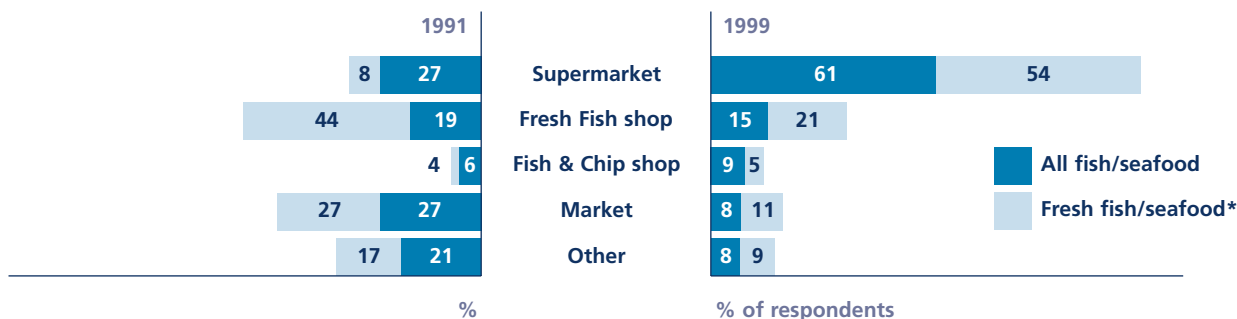 1991 1999
8 27 Supermarket 61 54
44 19 Fresh Fish shop 15 21
4 6 Fish & Chip shop 9 5 All fish/seafood
27 27 Market 8 11 Fresh fish/seafood*
17 21 Other 8 9
% % of respondents